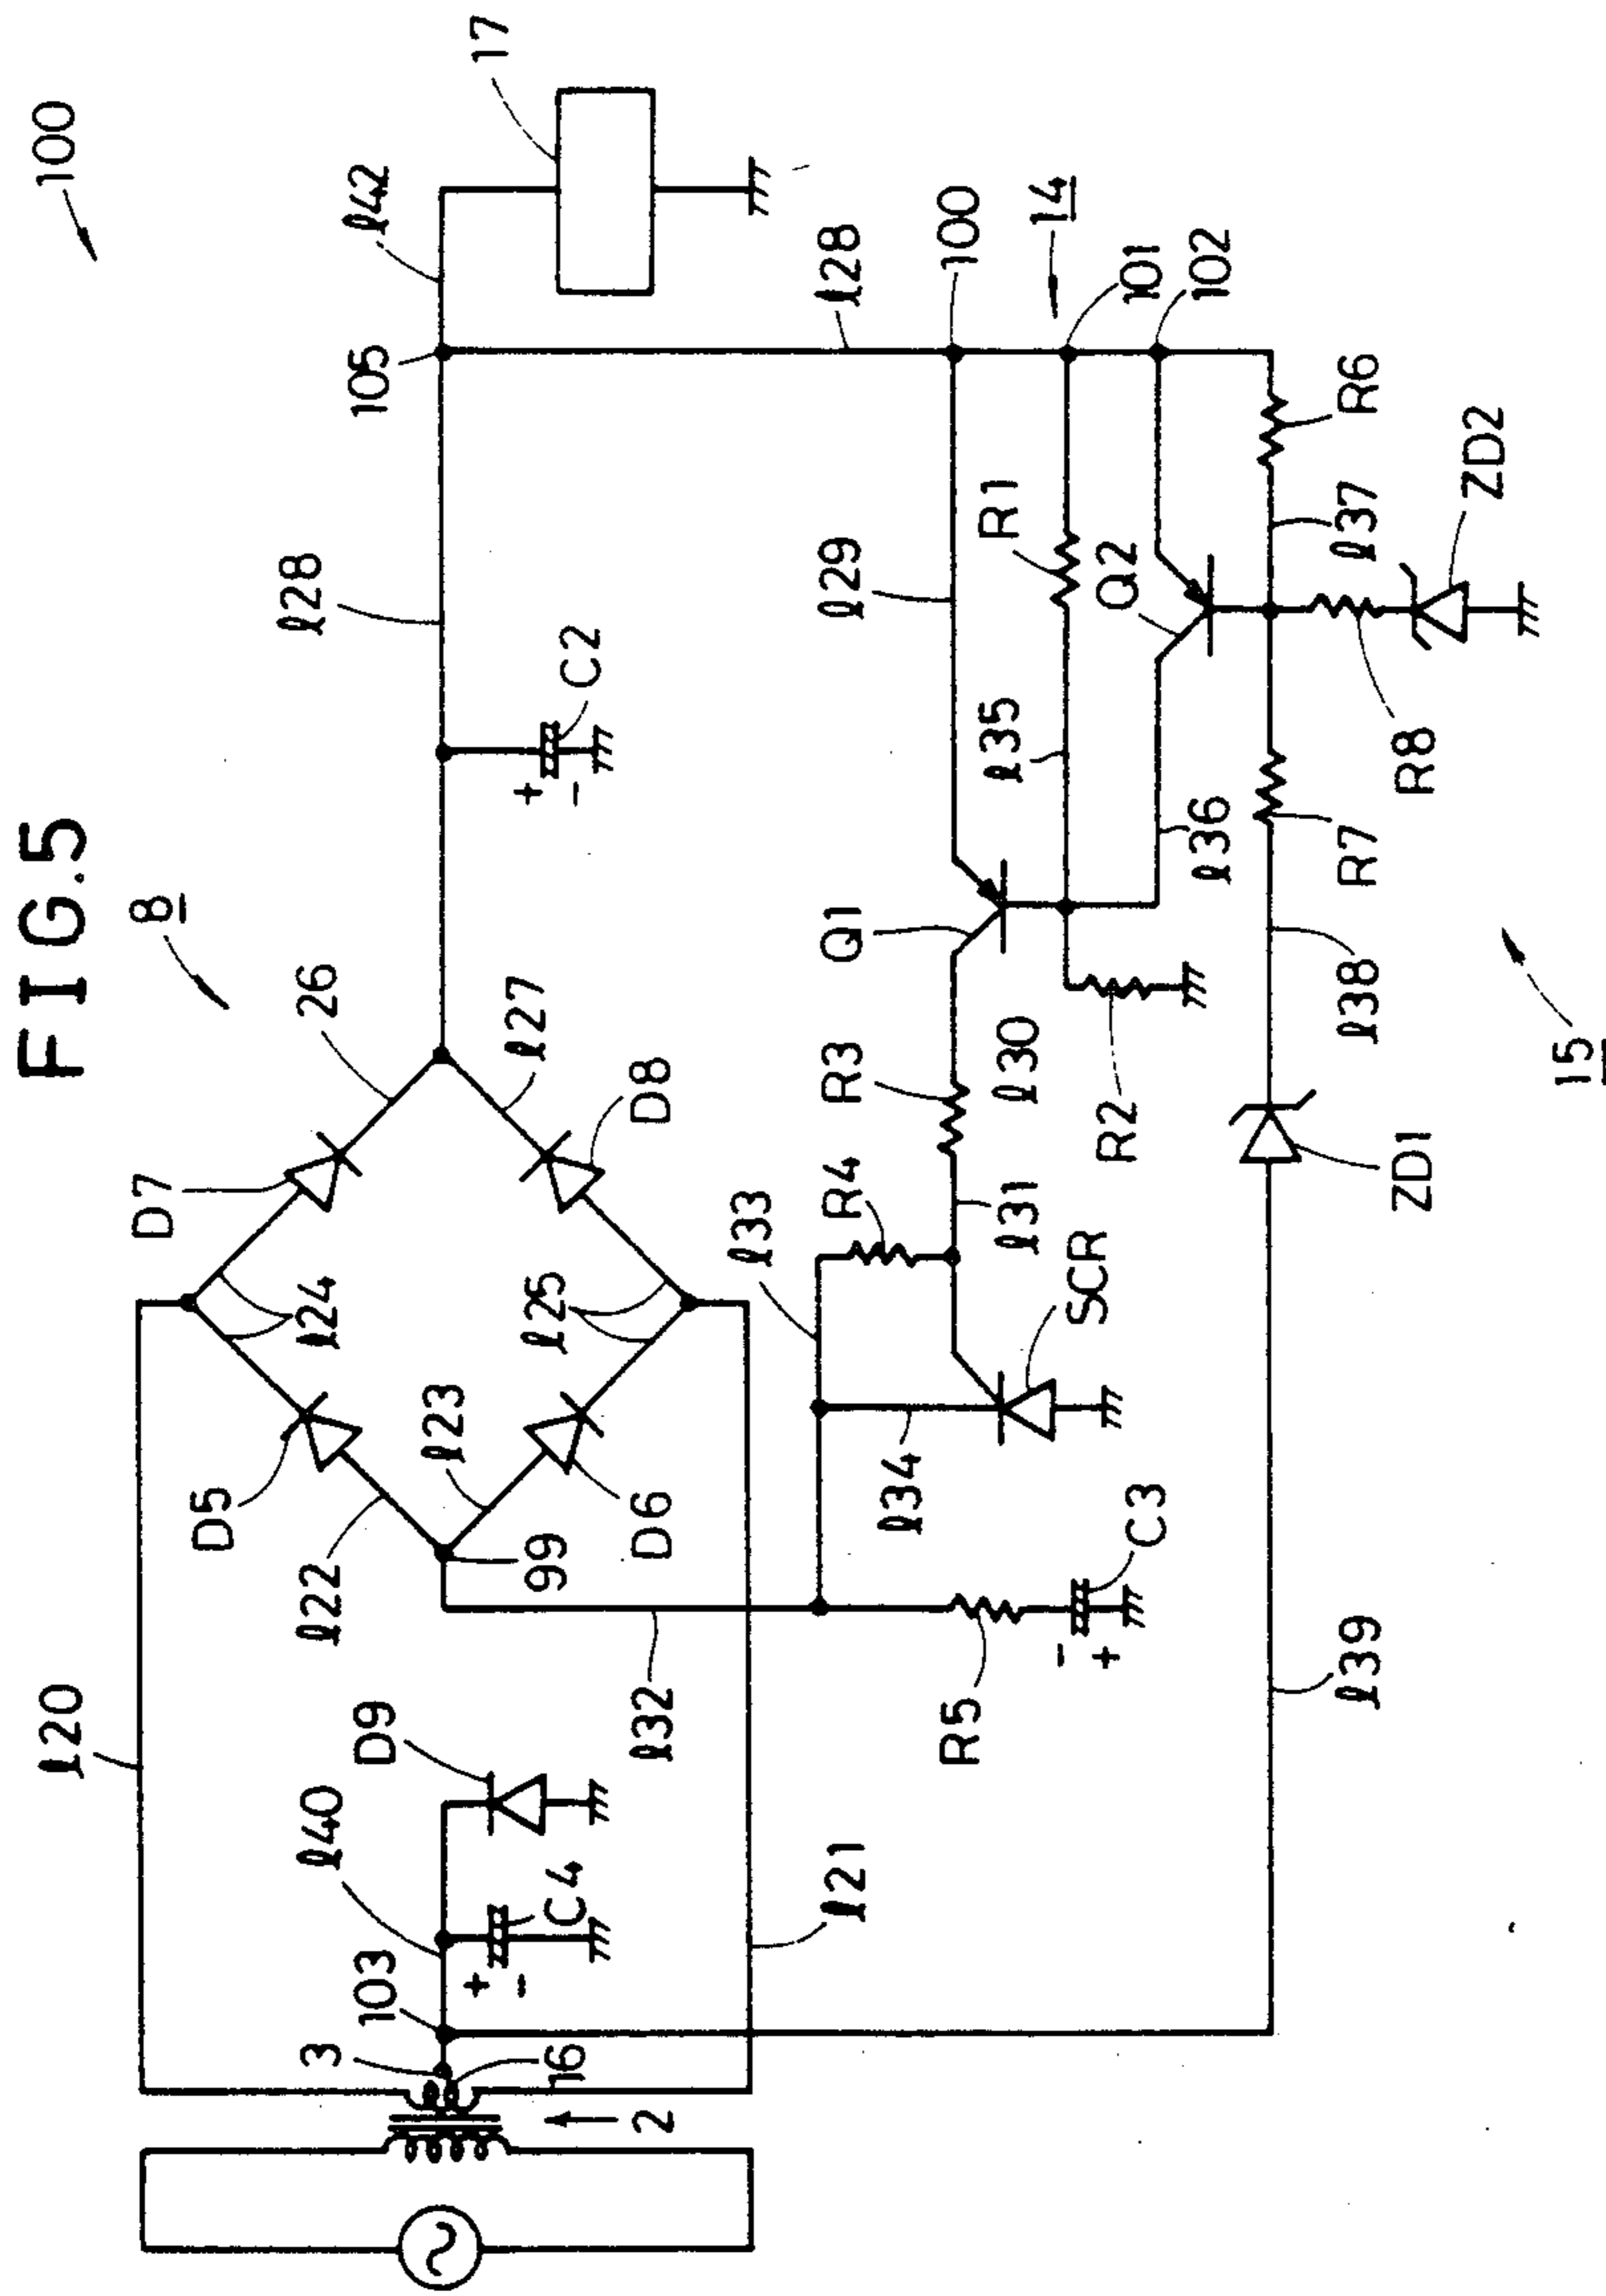 FIG.5
100
8
17
ℓ20
D7
26
ℓ42
ℓ24
ℓ27
ℓ28
105
D5
ℓ22
D9
ℓ40
103
3
16
2
C4
ℓ23
99
D6
ℓ25
D8
C2
+
-
+
-
ℓ32
ℓ21
ℓ33
R4
R3
Q1
ℓ29
ℓ28
100
14
101
102
ℓ34
SCR
ℓ31
ℓ30
R2
ℓ35
R1
Q2
R5
C3
-
+
ℓ36
R6
ℓ37
ZD2
R8
R7
ℓ38
ZD1
ℓ39
15